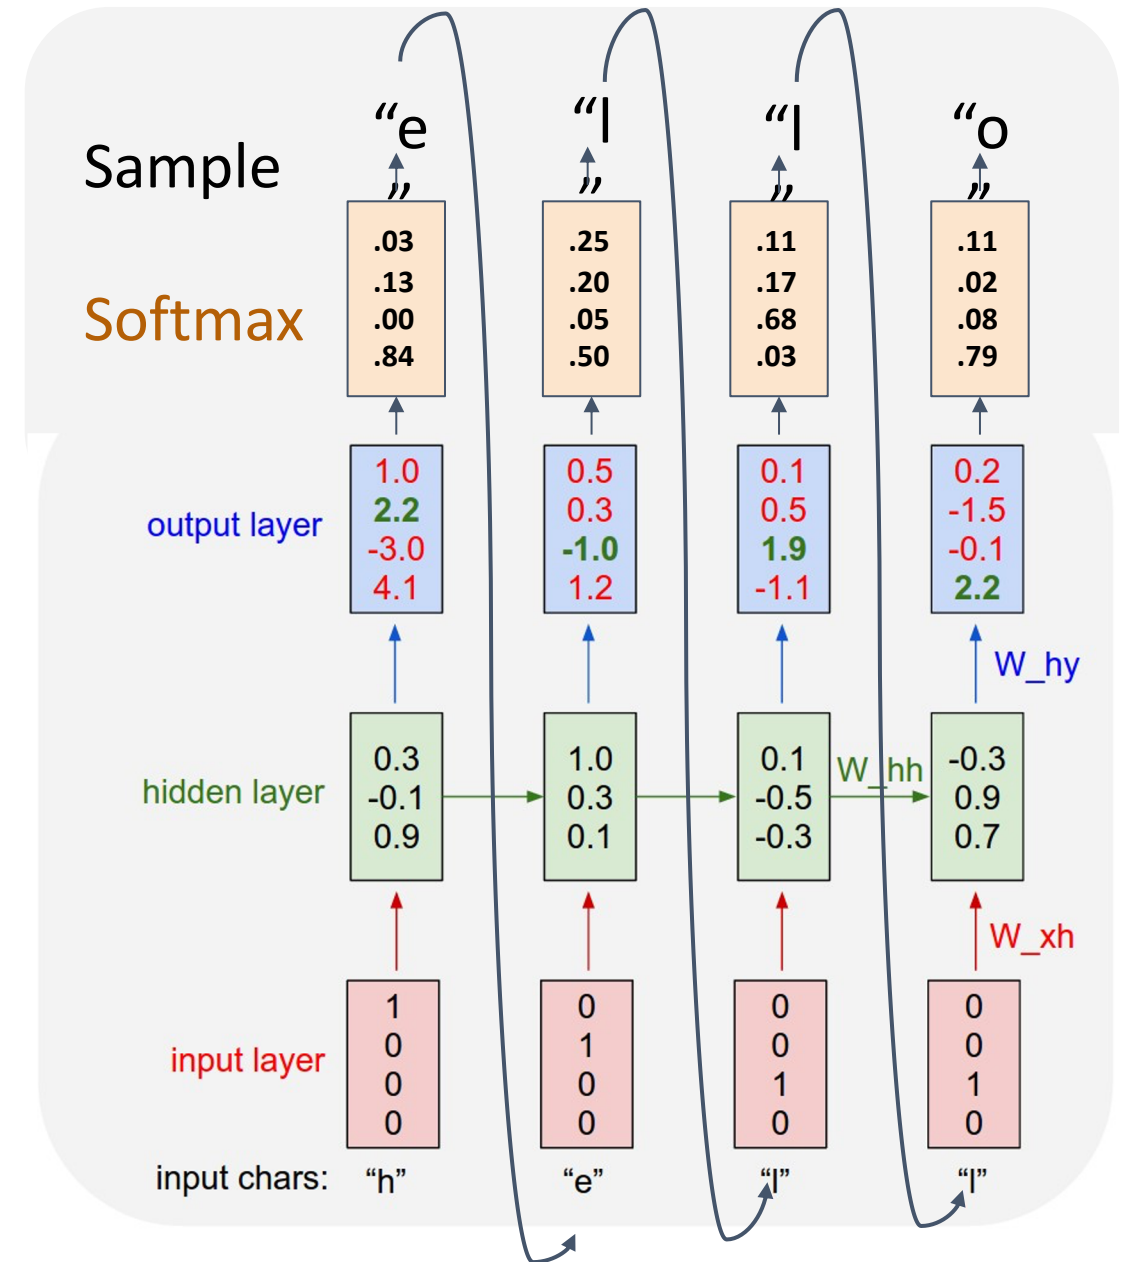 “e” “l” “l” “o”
Sample
.03 .25 .11 .11
.13 .20 .17 .02
Softmax .00 .05 .68 .08
.84 .50 .03 .79
1.0 0.5 0.1 0.2
2.2 0.3 0.5 -1.5
output layer
-3.0 -1.0 1.9 -0.1
4.1 1.2 -1.1 2.2
W_hy
0.3 1.0 0.1 W_hh -0.3
hidden layer -0.1 0.3 -0.5 0.9
0.9 0.1 -0.3 0.7
W_xh
1 0 0 0
0 1 0 0
input layer
0 0 1 1
0 0 0 0
input chars: “h” “e” “l” “l”